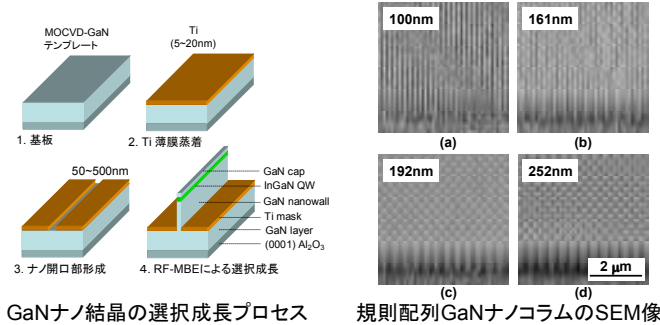 MOCVD-GaN
テンプレート
Ti
(5~20nm)
1. 基板
2. Ti 薄膜蒸着
50~500nm
GaN cap
InGaN QW
GaN nanowall
Ti mask
GaN layer
(0001) Al₂O₃
3. ナノ開口部形成
4. RF-MBEによる選択成長
GaNナノ結晶の選択成長プロセス
100nm
161nm
(a)
(b)
192nm
252nm
2 μm
(c)
(d)
規則配列GaNナノコラムのSEM像